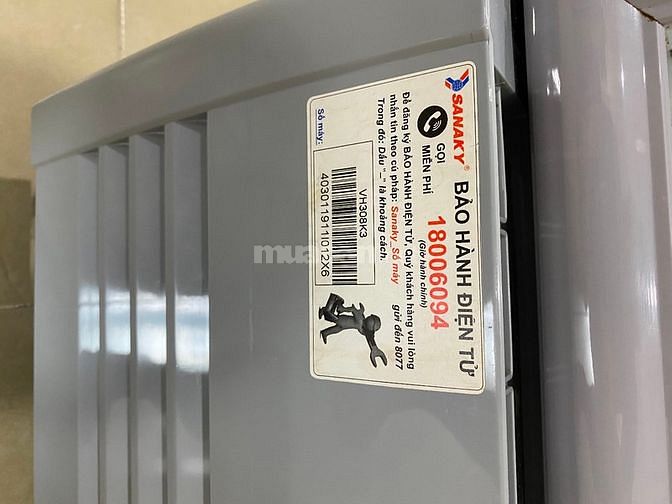 SANAKY® BẢO HÀNH ĐIỆN TỬ
GỌI
MIỄN PHÍ
18006094
(Giờ hành chính)
Để đăng ký BẢO HÀNH ĐIỆN TỬ, Quý khách hàng vui lòng
nhắn tin theo cú pháp: Sanaky_Số máy gửi đến 8077
Trong đó: Dấu "_" là khoảng cách.
Số máy:
VH308K3
4030119111012X6